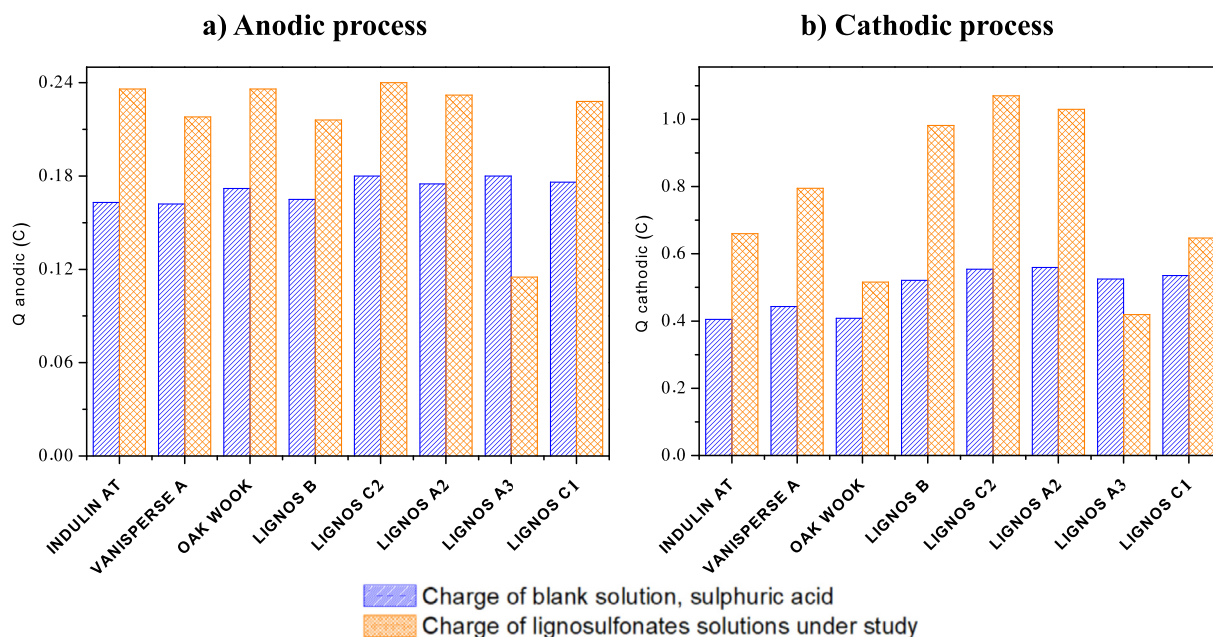 a) Anodic process
b) Cathodic process
Q anodic (C)
0.24
0.18
0.12
0.06
0.00
INDULIN AT
VANISPERSE A
OAK WOOK
LIGNOS B
LIGNOS C2
LIGNOS A2
LIGNOS A3
LIGNOS C1
Q cathodic (C)
1.0
0.8
0.6
0.4
0.2
0.0
INDULIN AT
VANISPERSE A
OAK WOOK
LIGNOS B
LIGNOS C2
LIGNOS A2
LIGNOS A3
LIGNOS C1
Charge of blank solution, sulphuric acid
Charge of lignosulfonates solutions under study